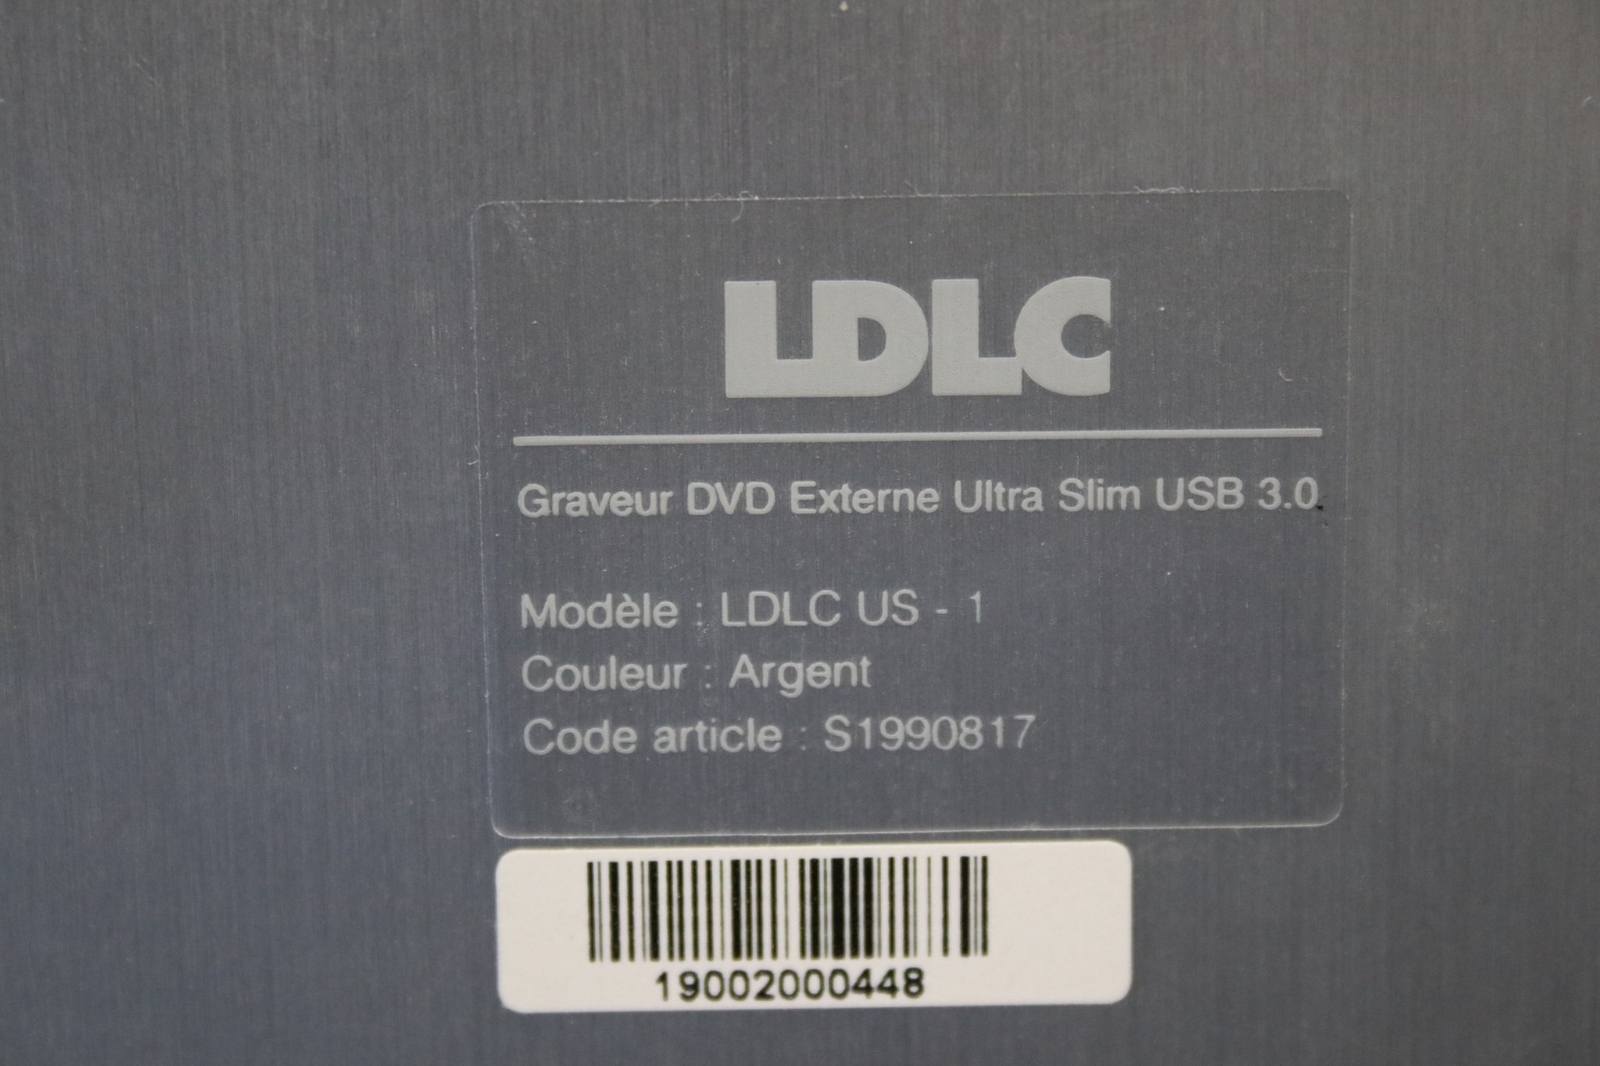 LDLC
Graveur DVD Externe Ultra Slim USB 3.0
Modèle : LDLC US - 1
Couleur : Argent
Code article : S1990817
19002000448